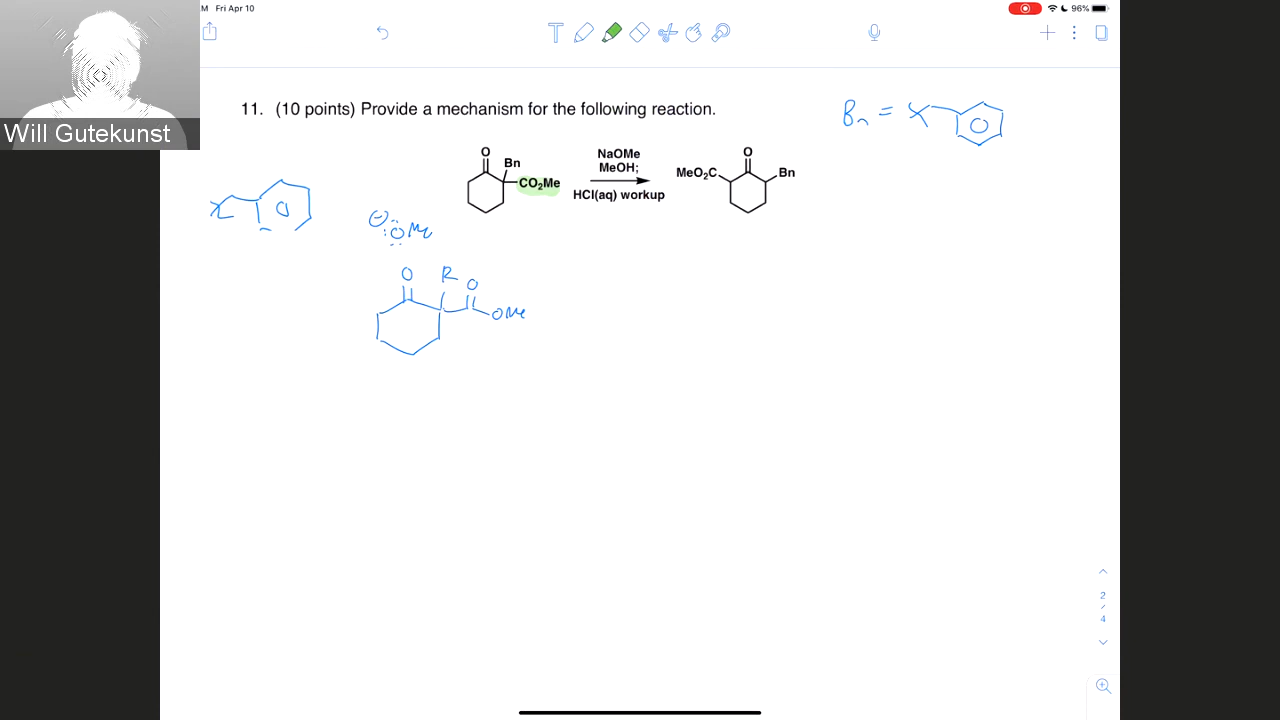 M Fri Apr 10
96%
Will Gutekunst
11. (10 points) Provide a mechanism for the following reaction.
Bn =
O
Bn
CO₂Me
NaOMe
MeOH;
HCl(aq) workup
O
MeO₂C
Bn
⊖
:OMe
O R O
OMe
2
/
4